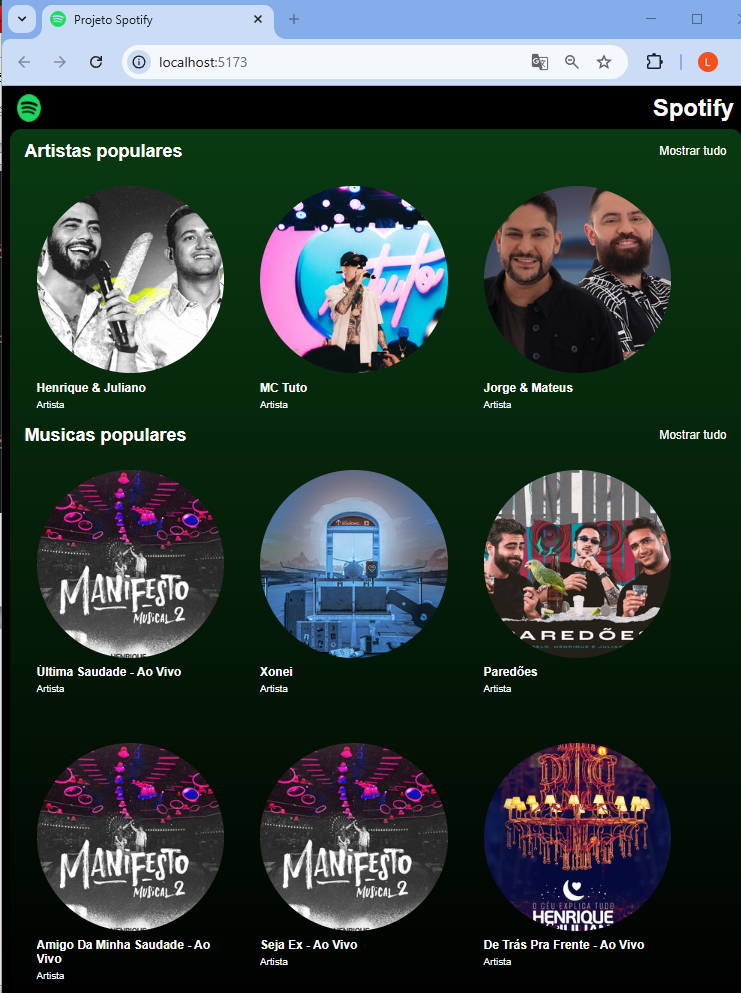 Projeto Spotify
localhost:5173
L
Spotify
Artistas populares
Mostrar tudo
tuto
Henrique & Juliano
Artista
MC Tuto
Artista
Jorge & Mateus
Artista
Musicas populares
Mostrar tudo
MANIFESTO
MUSICAL 2
HENRIQUE
PAREDÕES
Ùltima Saudade - Ao Vivo
Artista
Xonei
Artista
Paredões
Artista
MANIFESTO
MUSICAL 2
MANIFESTO
MUSICAL 2
O CÉU EXPLICA TUDO
HENRIQUE
Amigo Da Minha Saudade - Ao
Vivo
Artista
Seja Ex - Ao Vivo
Artista
De Trás Pra Frente - Ao Vivo
Artista